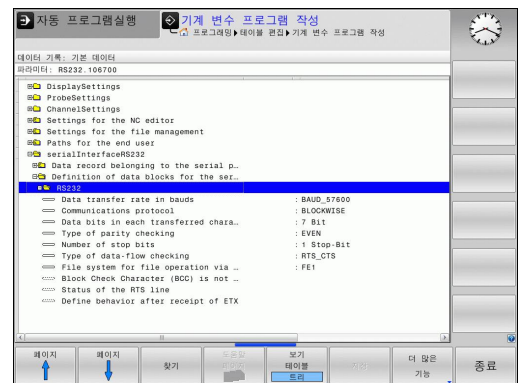 자동 프로그램실행
기계 변수 프로그램 작성
프로그래밍 테이블 편집 기계 변수 프로그램 작성
데이터 기록: 기본 데이터
파라미터: RS232.106700
DisplaySettings
ProbeSettings
ChannelSettings
Settings for the NC editor
Settings for the file management
Paths for the end user
serialInterfaceRS232
Data record belonging to the serial p…
Definition of data blocks for the ser…
RS232
Data transfer rate in bauds : BAUD_57600
Communications protocol : BLOCKWISE
Data bits in each transferred chara… : 7 Bit
Type of parity checking : EVEN
Number of stop bits : 1 Stop-Bit
Type of data-flow checking : RTS_CTS
File system for file operation via … : FE1
Block Check Character (BCC) is not …
Status of the RTS line
Define behavior after receipt of ETX
페이지
페이지
찾기
보기
테이블
트리
더 많은
기능
종료